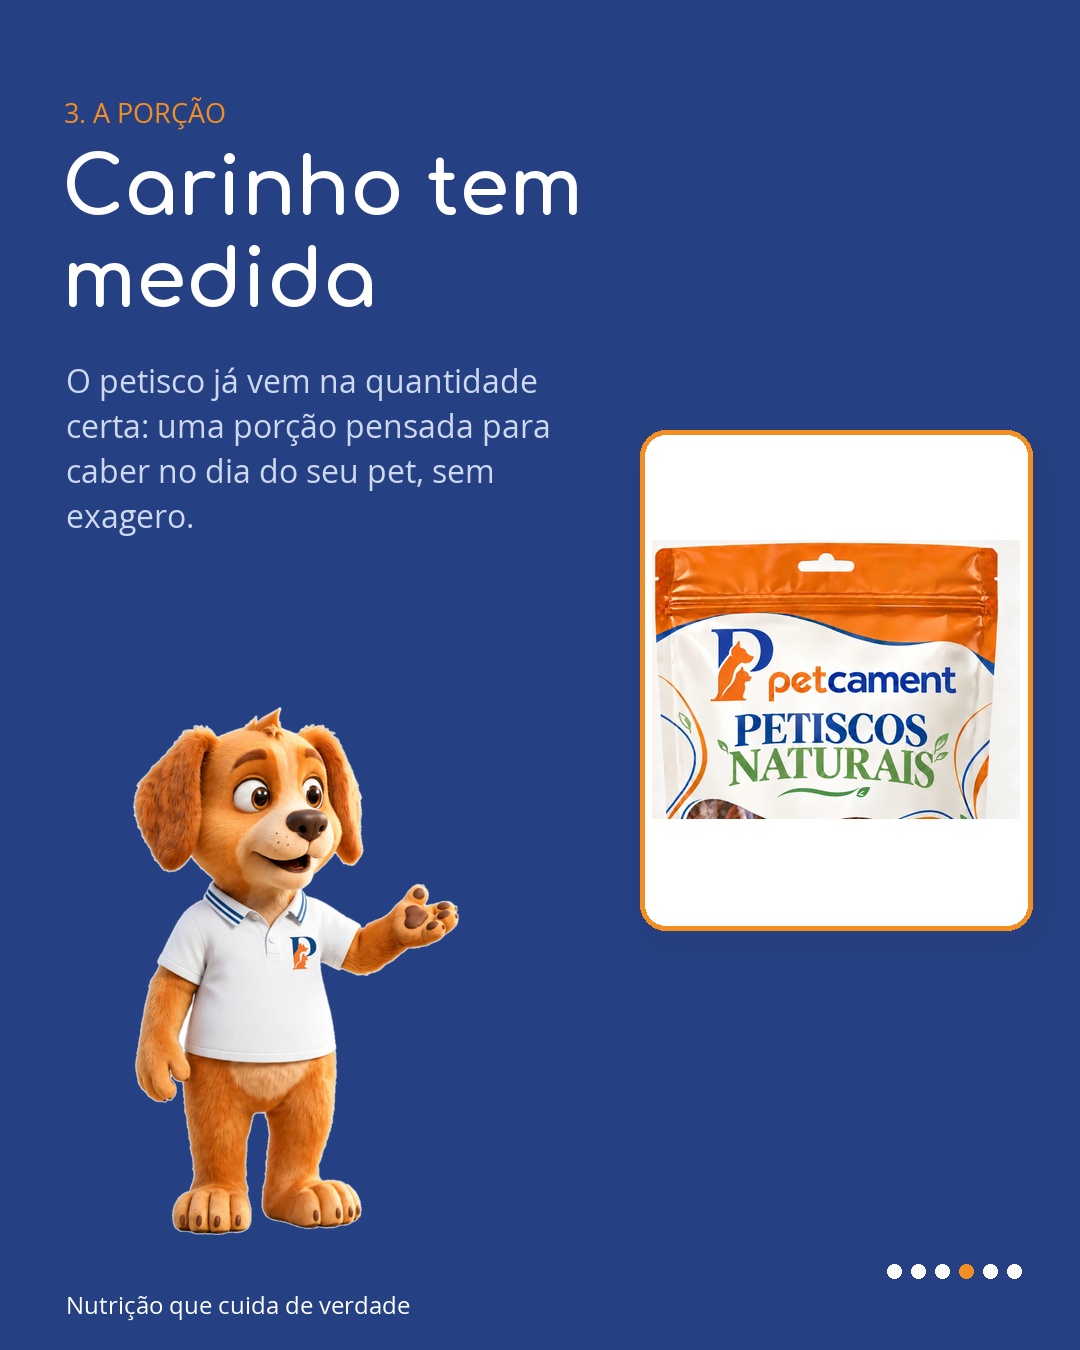 3. A PORÇÃO
Carinho tem
medida
O petisco já vem na quantidade
certa: uma porção pensada para
caber no dia do seu pet, sem
exagero.
petcament
PETISCOS
NATURAIS
Nutrição que cuida de verdade